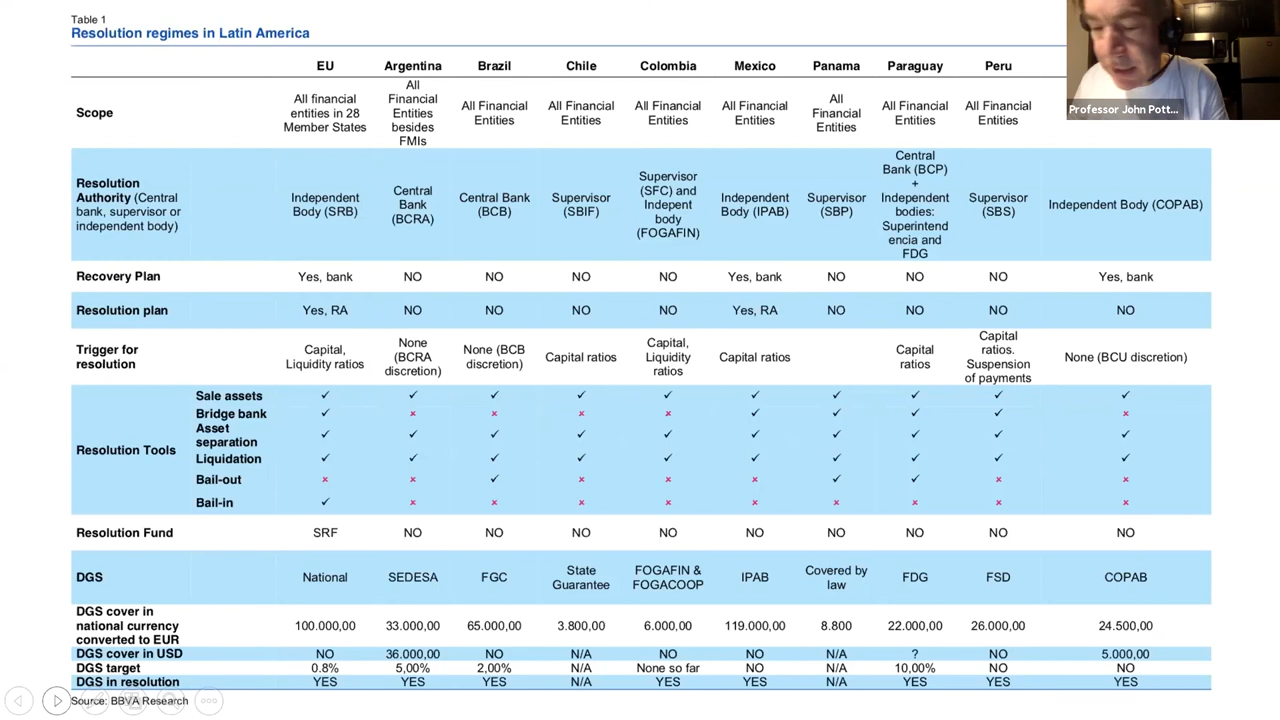 Table 1
Resolution regimes in Latin America
EU Argentina Brazil Chile Colombia Mexico Panama Paraguay Peru
Scope
All financial entities in 28 Member States
All Financial Entities besides FMIs
All Financial Entities
All Financial Entities
All Financial Entities
All Financial Entities
All Financial Entities
All Financial Entities
All Financial Entities
Resolution Authority (Central bank, supervisor or independent body)
Independent Body (SRB)
Central Bank (BCRA)
Central Bank (BCB)
Supervisor (SBIF)
Supervisor (SFC) and Indepent body (FOGAFIN)
Independent Body (IPAB)
Supervisor (SBP)
Central Bank (BCP) + Independent bodies: Superintend encia and FDG
Supervisor (SBS)
Independent Body (COPAB)
Recovery Plan Yes, bank NO NO NO NO Yes, bank NO NO NO Yes, bank
Resolution plan Yes, RA NO NO NO NO Yes, RA NO NO NO NO
Trigger for resolution
Capital, Liquidity ratios
None (BCRA discretion)
None (BCB discretion)
Capital ratios
Capital, Liquidity ratios
Capital ratios
Capital ratios
Capital ratios. Suspension of payments
None (BCU discretion)
Resolution Tools
Sale assets ✓ ✓ ✓ ✓ ✓ ✓ ✓ ✓ ✓ ✓
Bridge bank ✓ × × × × ✓ ✓ ✓ ✓ ×
Asset separation ✓ ✓ ✓ ✓ ✓ ✓ ✓ ✓ ✓ ✓
Liquidation ✓ ✓ ✓ ✓ ✓ ✓ ✓ ✓ ✓ ✓
Bail-out × × ✓ × × × ✓ ✓ × ×
Bail-in ✓ × × × × × × × × ×
Resolution Fund SRF NO NO NO NO NO NO NO NO NO
DGS National SEDESA FGC State Guarantee FOGAFIN & FOGACOOP IPAB Covered by law FDG FSD COPAB
DGS cover in national currency converted to EUR 100.000,00 33.000,00 65.000,00 3.800,00 6.000,00 119.000,00 8.800 22.000,00 26.000,00 24.500,00
DGS cover in USD NO 36.000,00 NO N/A NO NO N/A ? NO 5.000,00
DGS target 0.8% 5,00% 2,00% N/A None so far NO N/A 10,00% NO NO
DGS in resolution YES YES YES N/A YES YES N/A YES YES YES
Source: BBVA Research
Professor John Pott...